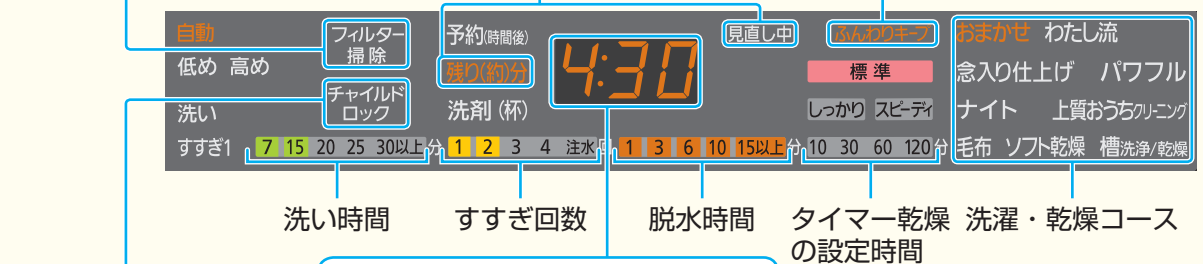 自動 フィルター 予約(時間後) 見直し中 ふんわりキープ おまかせ わたし流
掃除
低め 高め 残り(約)分 4:30 標準 念入り仕上げ パワフル
チャイルド
洗い ロック 洗剤(杯) しっかり スピーディ ナイト 上質おうちクリーニング
すすぎ1 7 15 20 25 30以上 分 1 2 3 4 注水 回 1 3 6 10 15以上 分 10 30 60 120 分 毛布 ソフト乾燥 槽洗浄/乾燥
洗い時間 すすぎ回数 脱水時間 タイマー乾燥 洗濯・乾燥コース
の設定時間